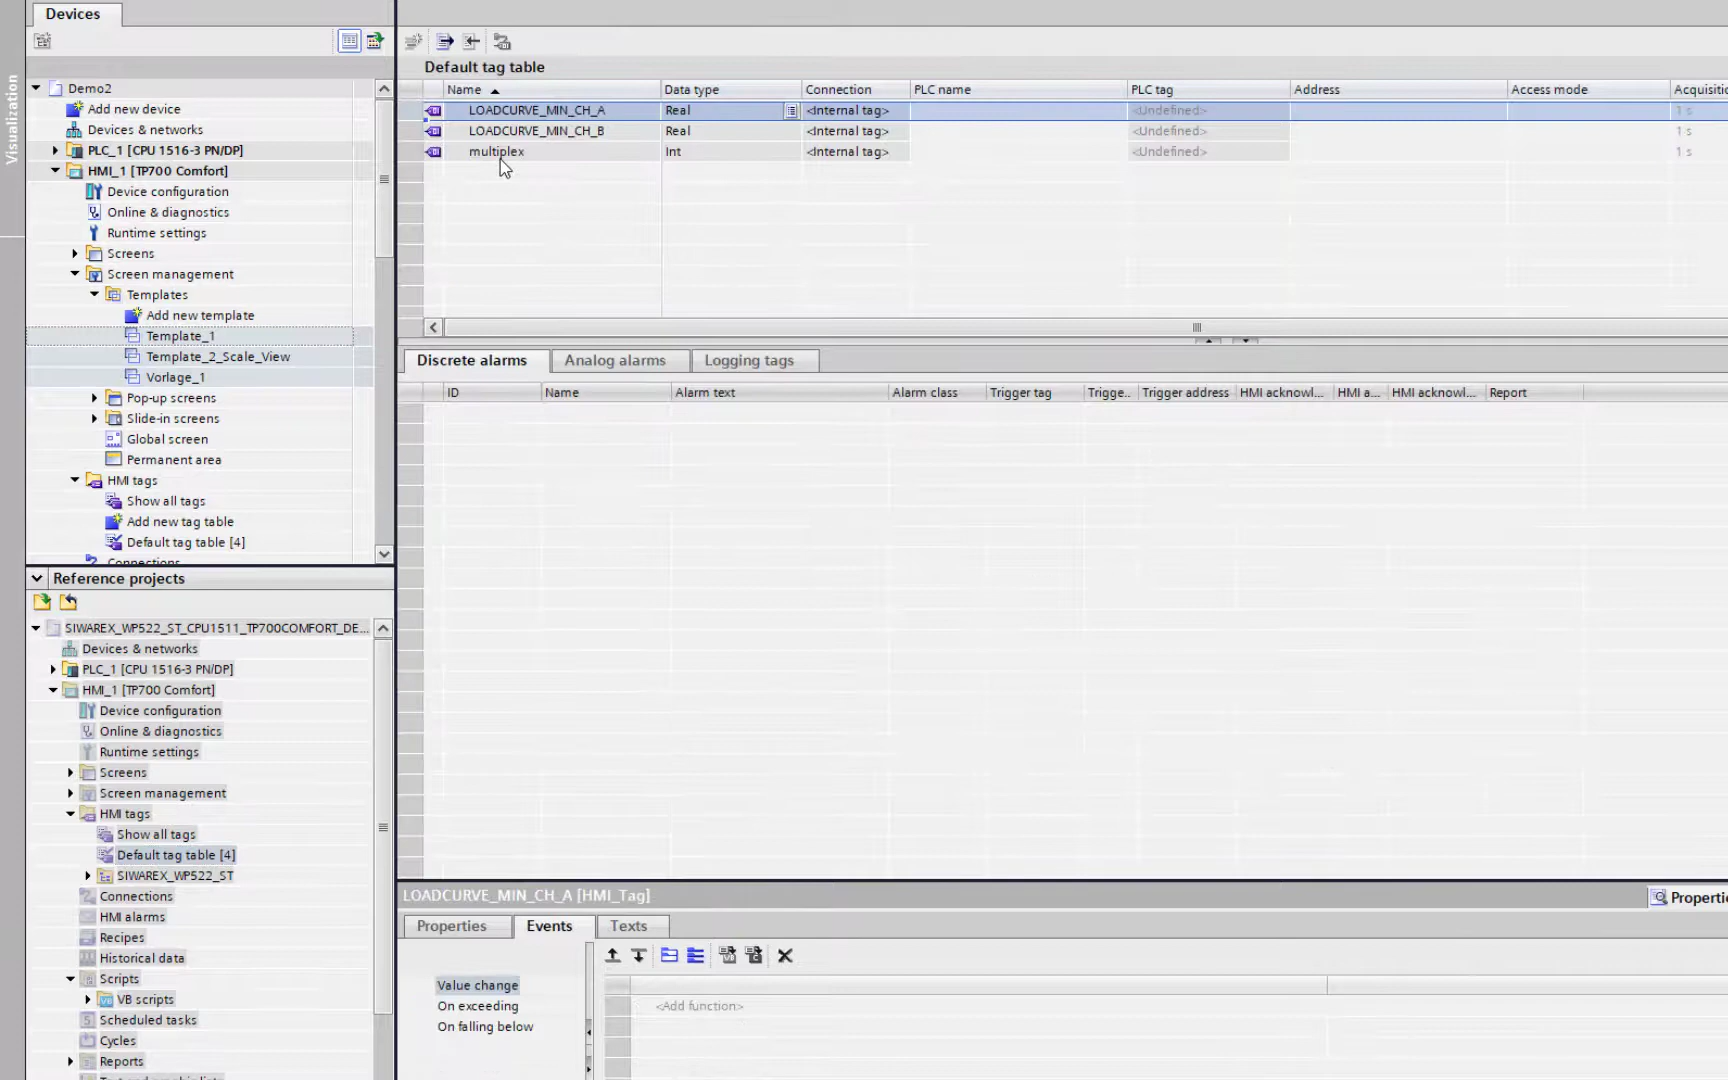 Visualization
Devices
Demo2
Add new device
Devices & networks
PLC_1 [CPU 1516-3 PN/DP]
HMI_1 [TP700 Comfort]
Device configuration
Online & diagnostics
Runtime settings
Screens
Screen management
Templates
Add new template
Template_1
Template_2_Scale_View
Vorlage_1
Pop-up screens
Slide-in screens
Global screen
Permanent area
HMI tags
Show all tags
Add new tag table
Default tag table [4]
Connections
Reference projects
SIWAREX_WP522_ST_CPU1511_TP700COMFORT_DE...
Devices & networks
PLC_1 [CPU 1516-3 PN/DP]
HMI_1 [TP700 Comfort]
Device configuration
Online & diagnostics
Runtime settings
Screens
Screen management
HMI tags
Show all tags
Default tag table [4]
SIWAREX_WP522_ST
Connections
HMI alarms
Recipes
Historical data
Scripts
VB scripts
Scheduled tasks
Cycles
Reports
Default tag table
Name Data type Connection PLC name PLC tag Address Access mode Acquisitio
LOADCURVE_MIN_CH_A Real <Internal tag> <Undefined> 1 s
LOADCURVE_MIN_CH_B Real <Internal tag> <Undefined> 1 s
multiplex Int <Internal tag> <Undefined> 1 s
Discrete alarms Analog alarms Logging tags
ID Name Alarm text Alarm class Trigger tag Trigge.. Trigger address HMI acknowl... HMI a... HMI acknowl... Report
LOADCURVE_MIN_CH_A [HMI_Tag]
Propertie
Properties Events Texts
Value change
On exceeding
On falling below
<Add function>